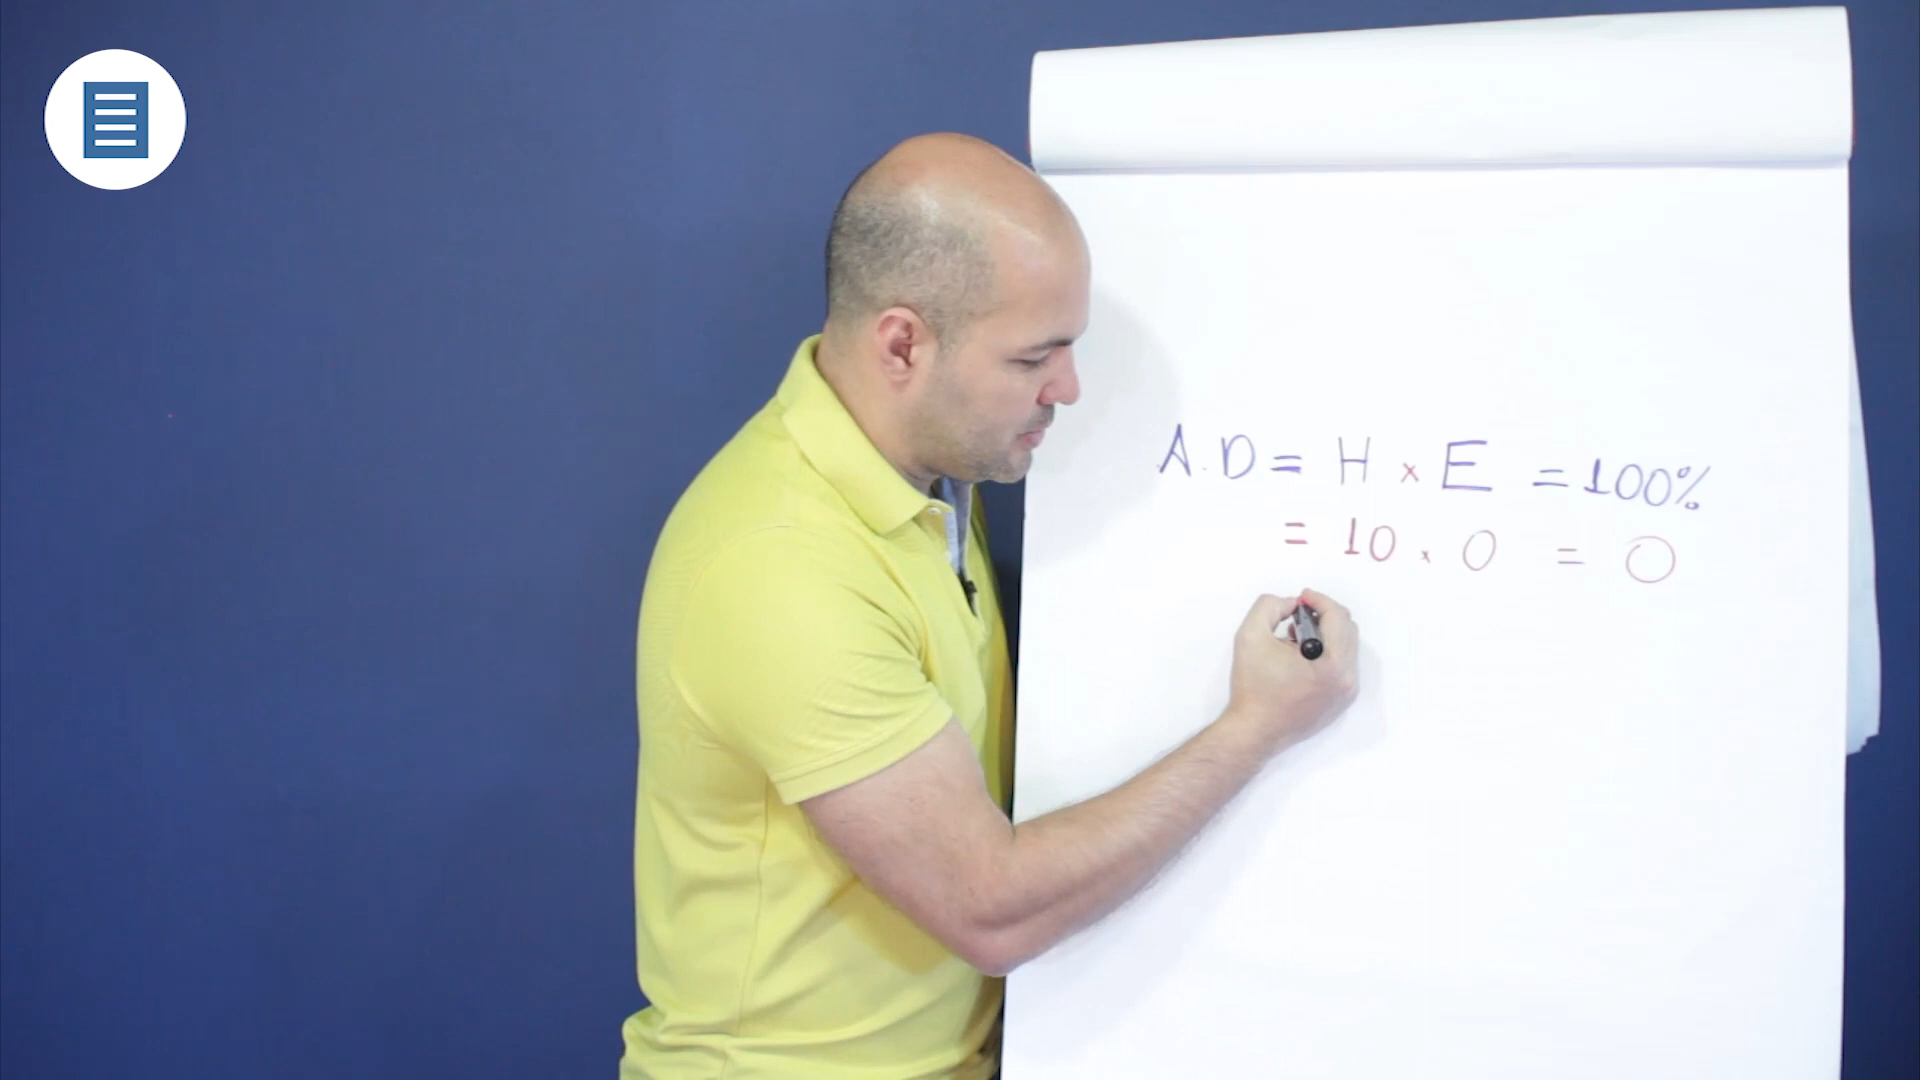 A.D = H × E = 100%
= 10 . 0 = 0